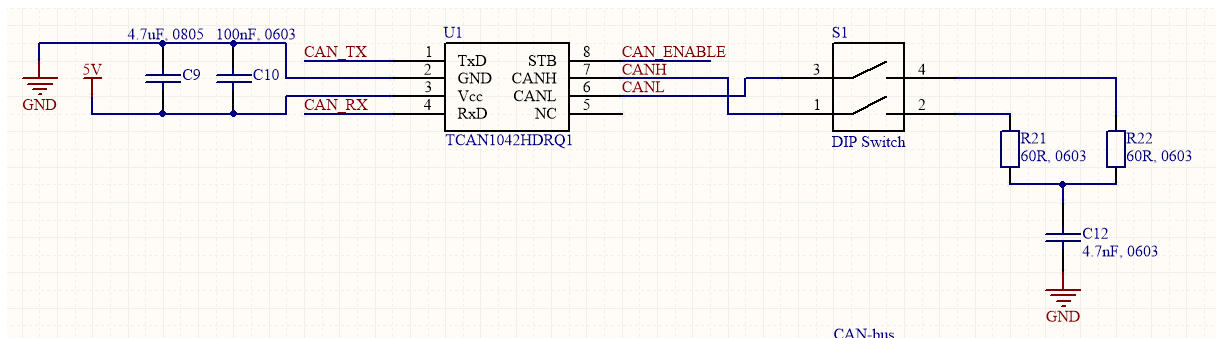 4.7uF, 0805
100nF, 0603
U1
S1
CAN_TX
1
TxD
STB
8
CAN_ENABLE
5V
C9
C10
2
GND
CANH
7
CANH
3
4
GND
3
Vcc
CANL
6
CANL
CAN_RX
4
RxD
NC
5
1
2
TCAN1042HDRQ1
DIP Switch
R21
60R, 0603
R22
60R, 0603
C12
4.7nF, 0603
GND
CAN-bus